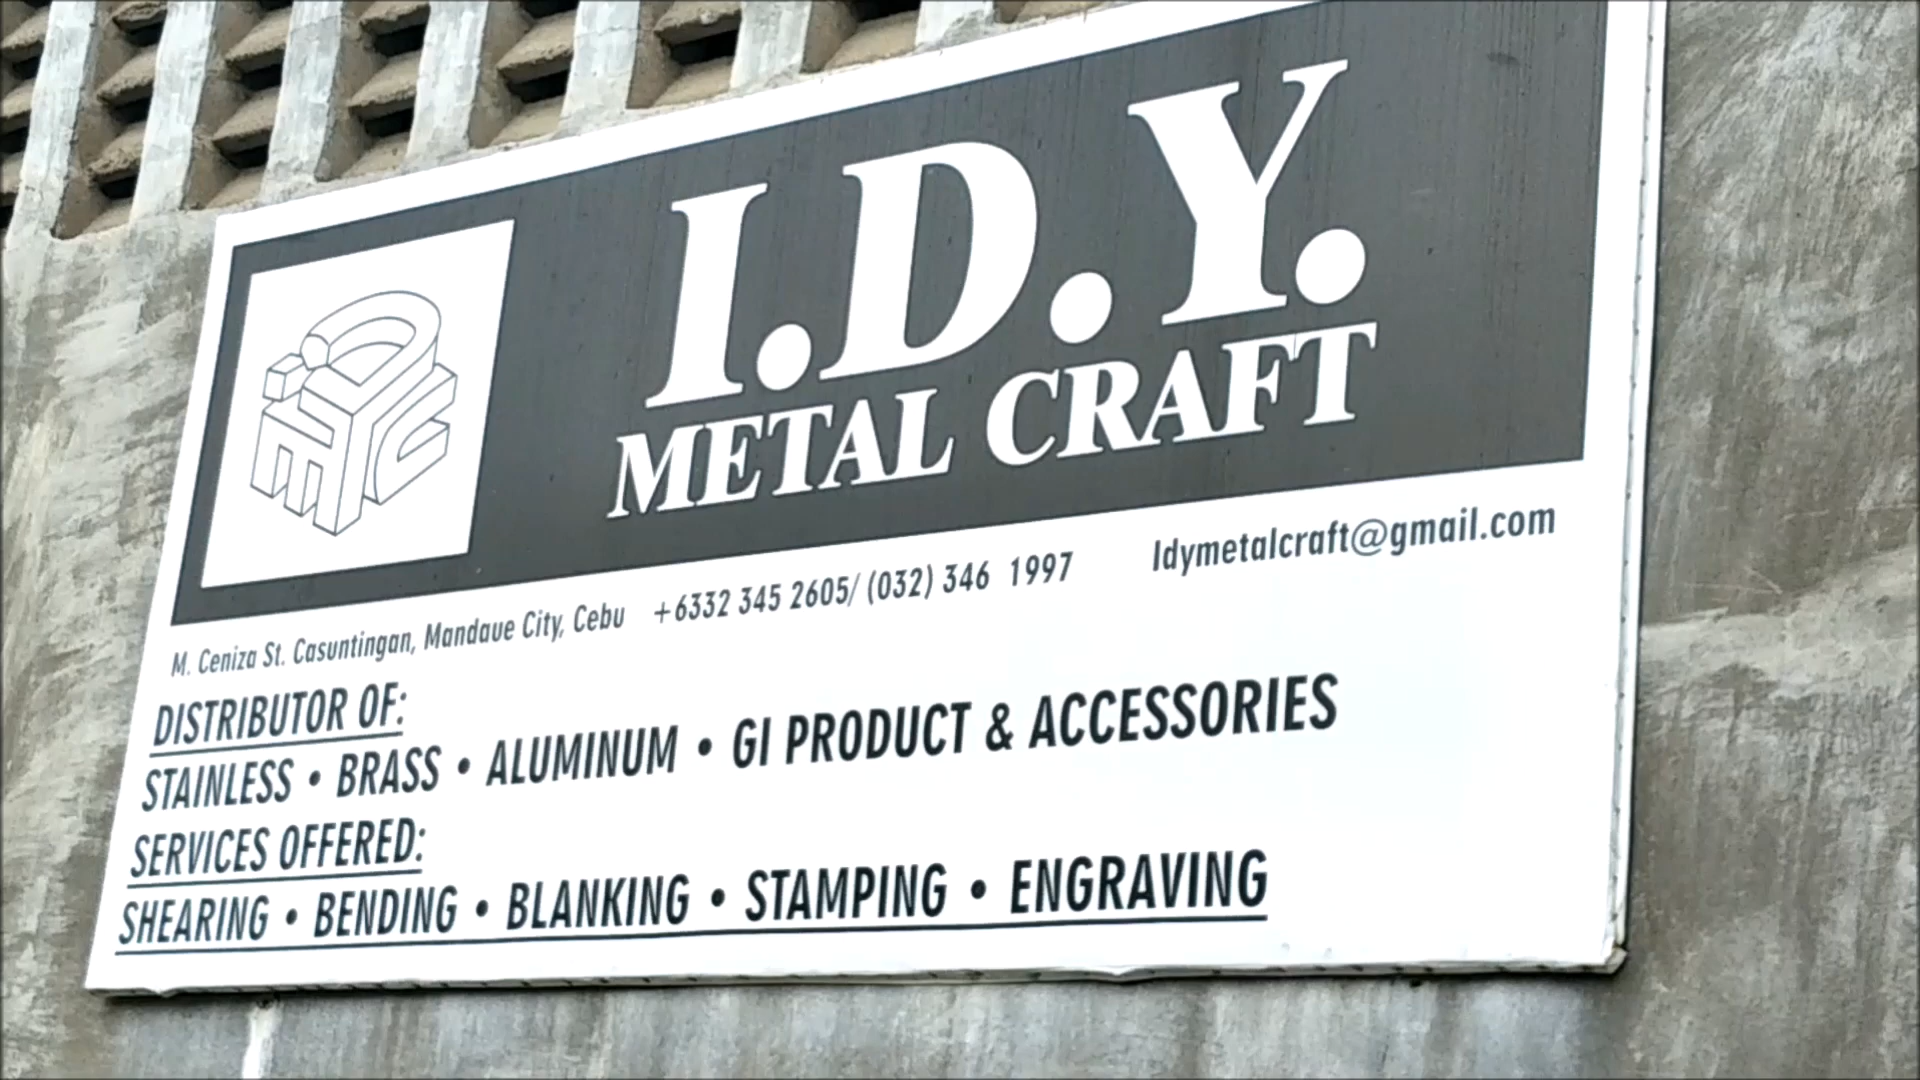 I.D.Y.
METAL CRAFT
M. Ceniza St. Casuntingan, Mandaue City, Cebu +6332 345 2605/ (032) 346 1997 Idymetalcraft@gmail.com
DISTRIBUTOR OF:
STAINLESS • BRASS • ALUMINUM • GI PRODUCT & ACCESSORIES
SERVICES OFFERED:
SHEARING • BENDING • BLANKING • STAMPING • ENGRAVING